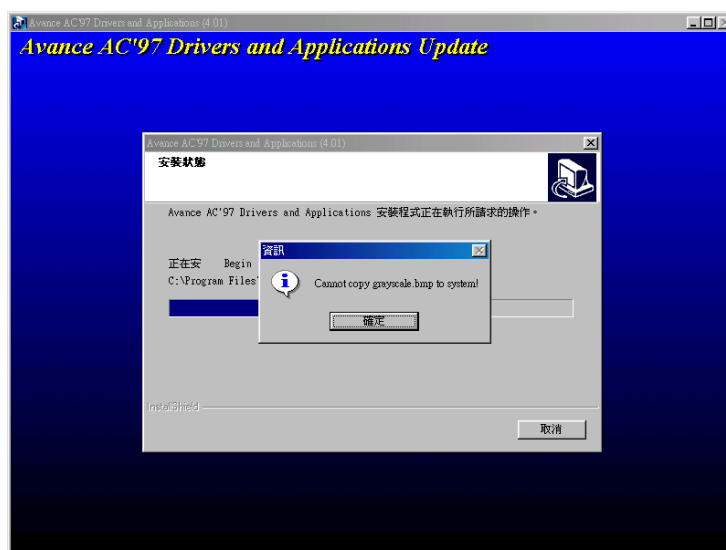 Avance AC'97 Drivers and Applications (4.01)
Avance AC'97 Drivers and Applications Update
Avance AC'97 Drivers and Applications (4.01)
安裝狀態
Avance AC'97 Drivers and Applications 安裝程式正在執行所請求的操作。
正在安 Begin
C:\Program Files
資訊
Cannot copy grayscale.bmp to system!
確定
InstallShield
取消